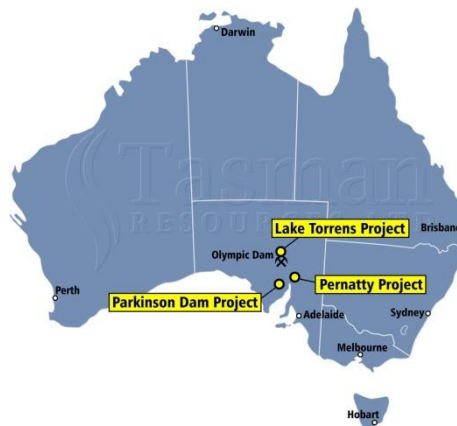 Darwin
Tasman
RESOURCES LTD
Lake Torrens Project
Brisbane
Olympic Dam
Pernatty Project
Perth
Parkinson Dam Project
Adelaide
Sydney
Melbourne
Hobart